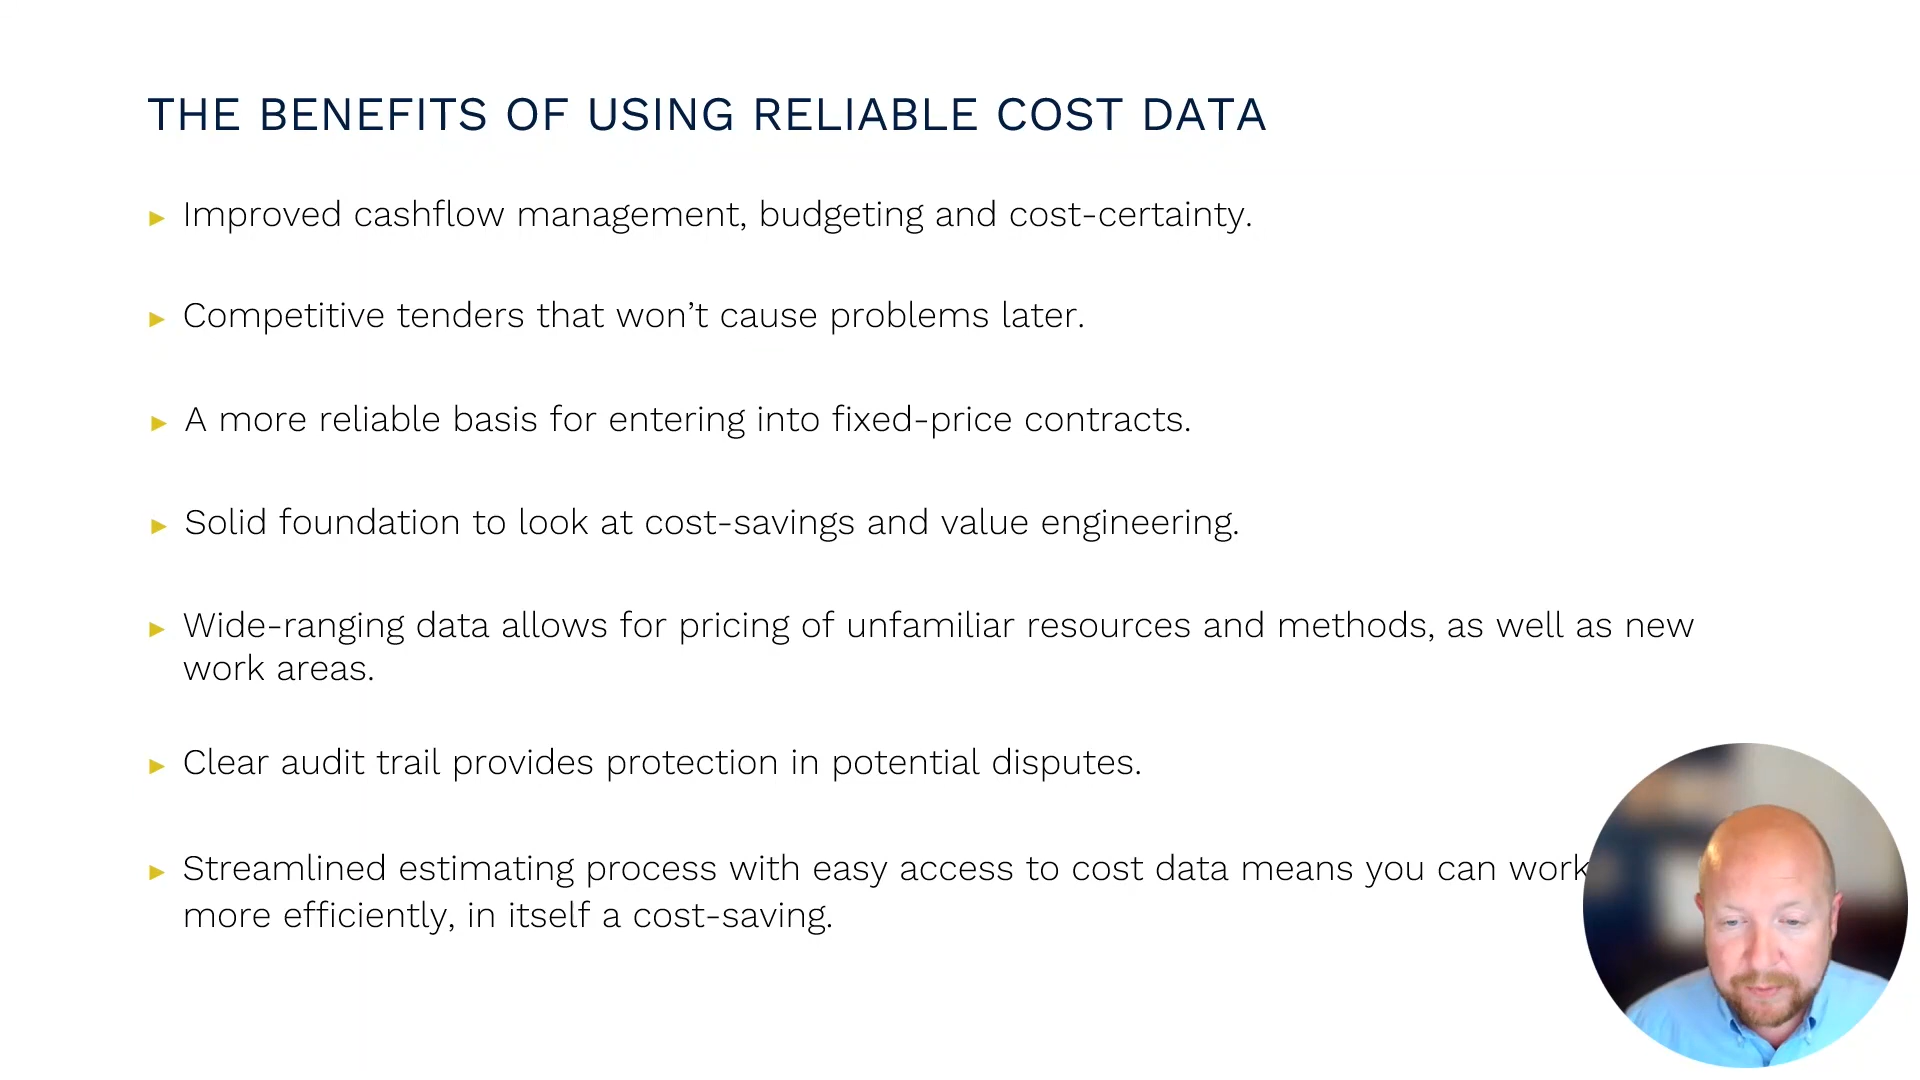 THE BENEFITS OF USING RELIABLE COST DATA
Improved cashflow management, budgeting and cost-certainty.
Competitive tenders that won’t cause problems later.
A more reliable basis for entering into fixed-price contracts.
Solid foundation to look at cost-savings and value engineering.
Wide-ranging data allows for pricing of unfamiliar resources and methods, as well as new
work areas.
Clear audit trail provides protection in potential disputes.
Streamlined estimating process with easy access to cost data means you can work
more efficiently, in itself a cost-saving.